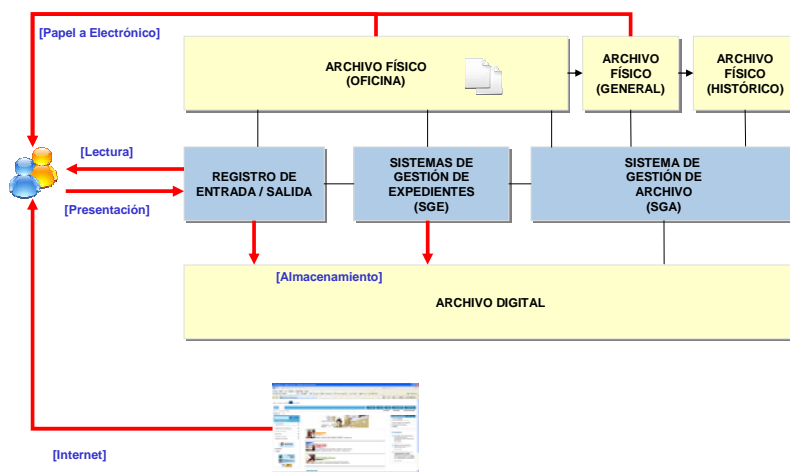 [Papel a Electrónico]
ARCHIVO FÍSICO
(OFICINA)
ARCHIVO
FÍSICO
(GENERAL)
ARCHIVO
FÍSICO
(HISTÓRICO)
[Lectura]
[Presentación]
REGISTRO DE
ENTRADA / SALIDA
SISTEMAS DE
GESTIÓN DE
EXPEDIENTES
(SGE)
SISTEMA DE
GESTIÓN DE
ARCHIVO
(SGA)
[Almacenamiento]
ARCHIVO DIGITAL
[Internet]